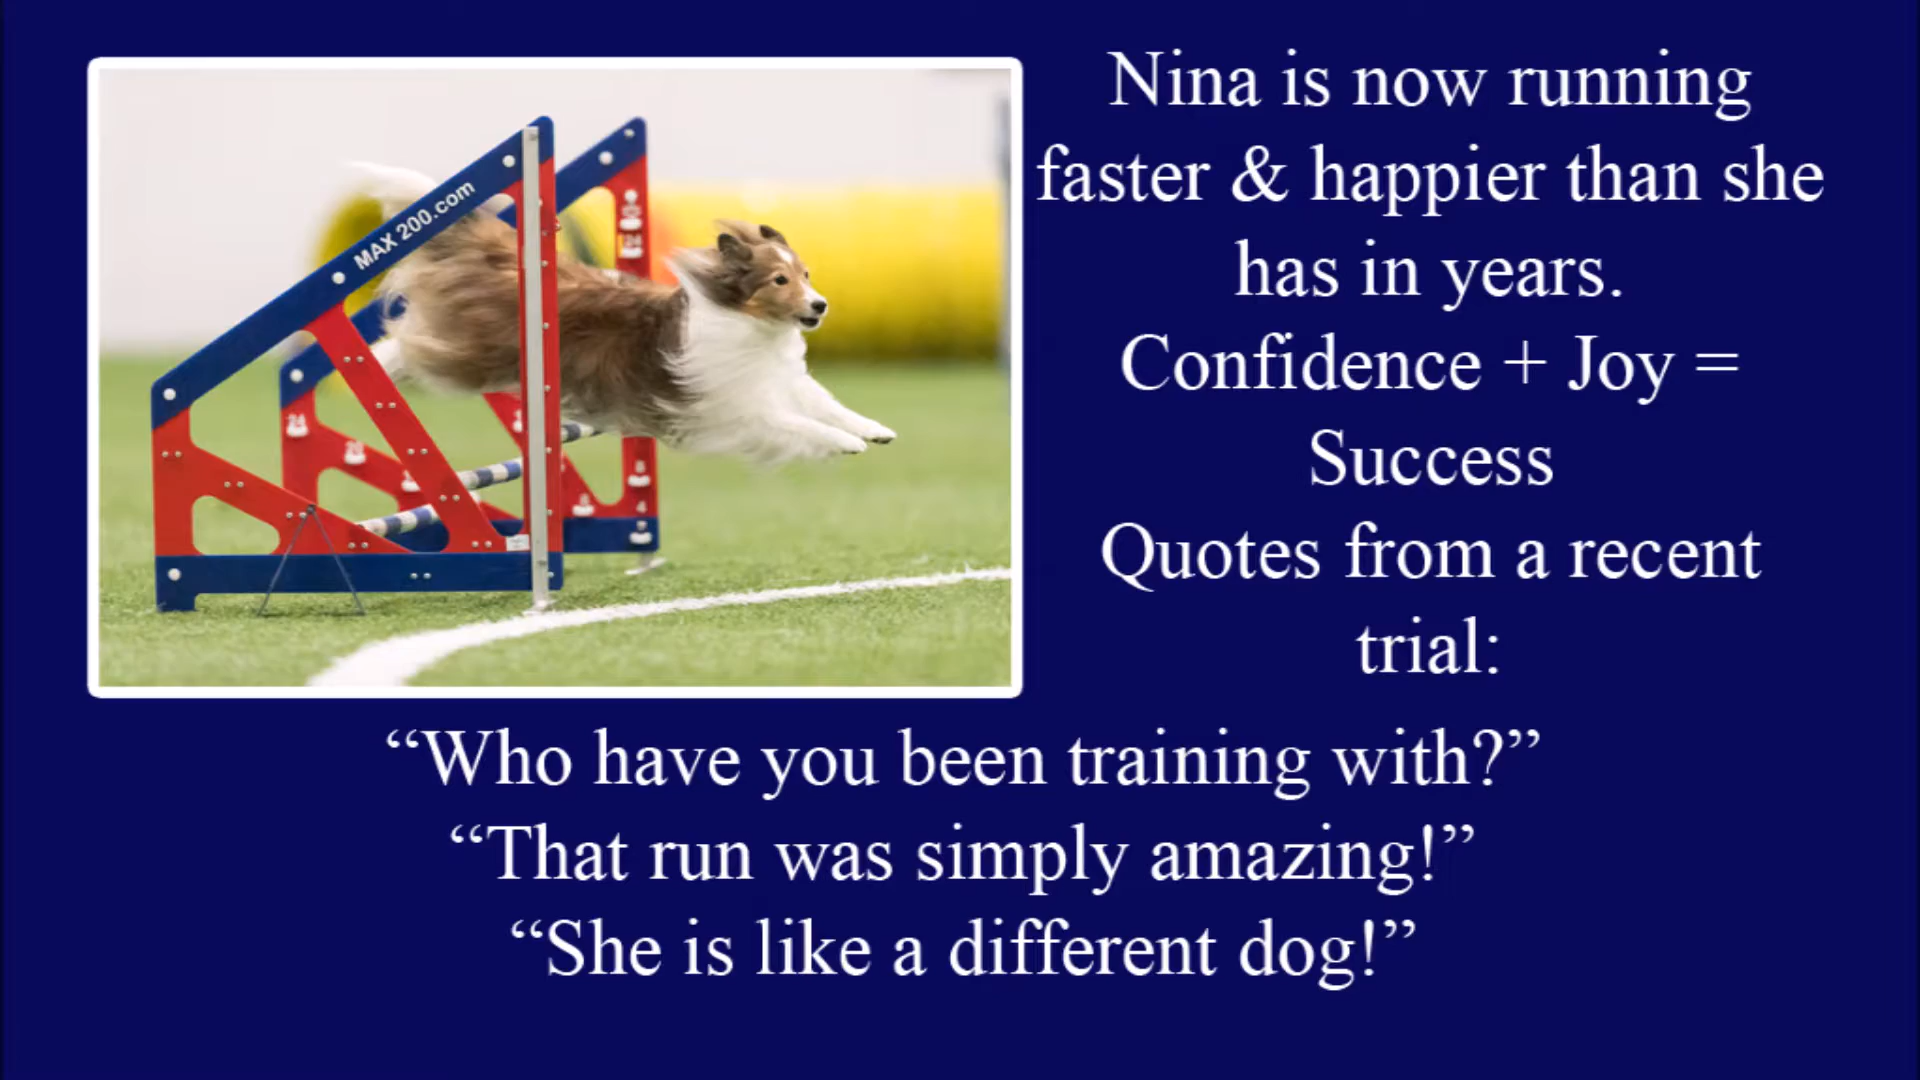 MAX 200.com
Nina is now running
faster & happier than she
has in years.
Confidence + Joy =
Success
Quotes from a recent
trial:
“Who have you been training with?”
“That run was simply amazing!”
“She is like a different dog!”